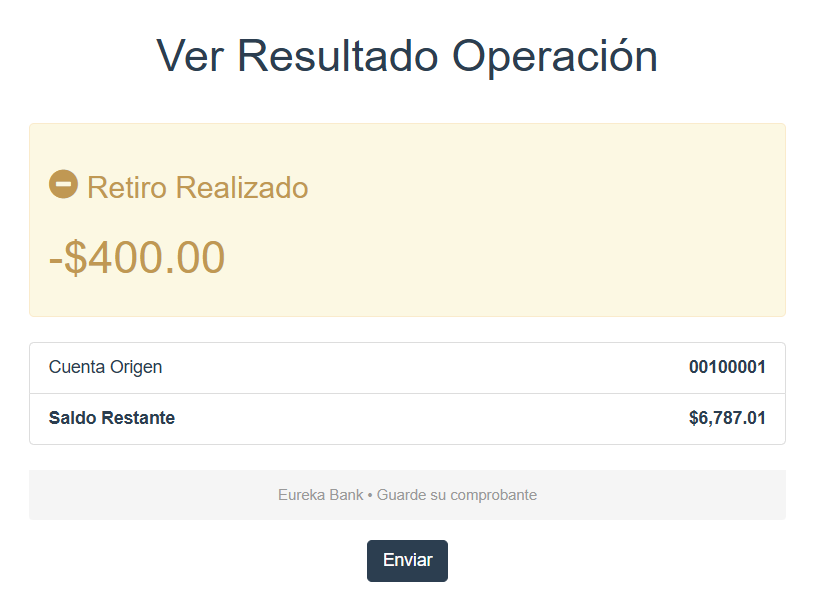 Ver Resultado Operación
Retiro Realizado
-$400.00
Cuenta Origen 00100001
Saldo Restante $6,787.01
Eureka Bank • Guarde su comprobante
Enviar